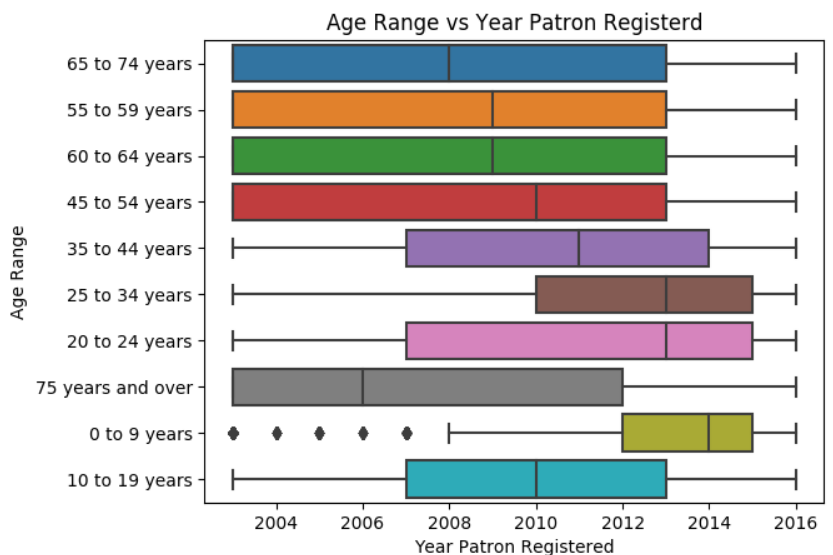 Age Range vs Year Patron Registerd
65 to 74 years
55 to 59 years
60 to 64 years
45 to 54 years
35 to 44 years
25 to 34 years
20 to 24 years
75 years and over
0 to 9 years
10 to 19 years
Age Range
2004 2006 2008 2010 2012 2014 2016
Year Patron Registered